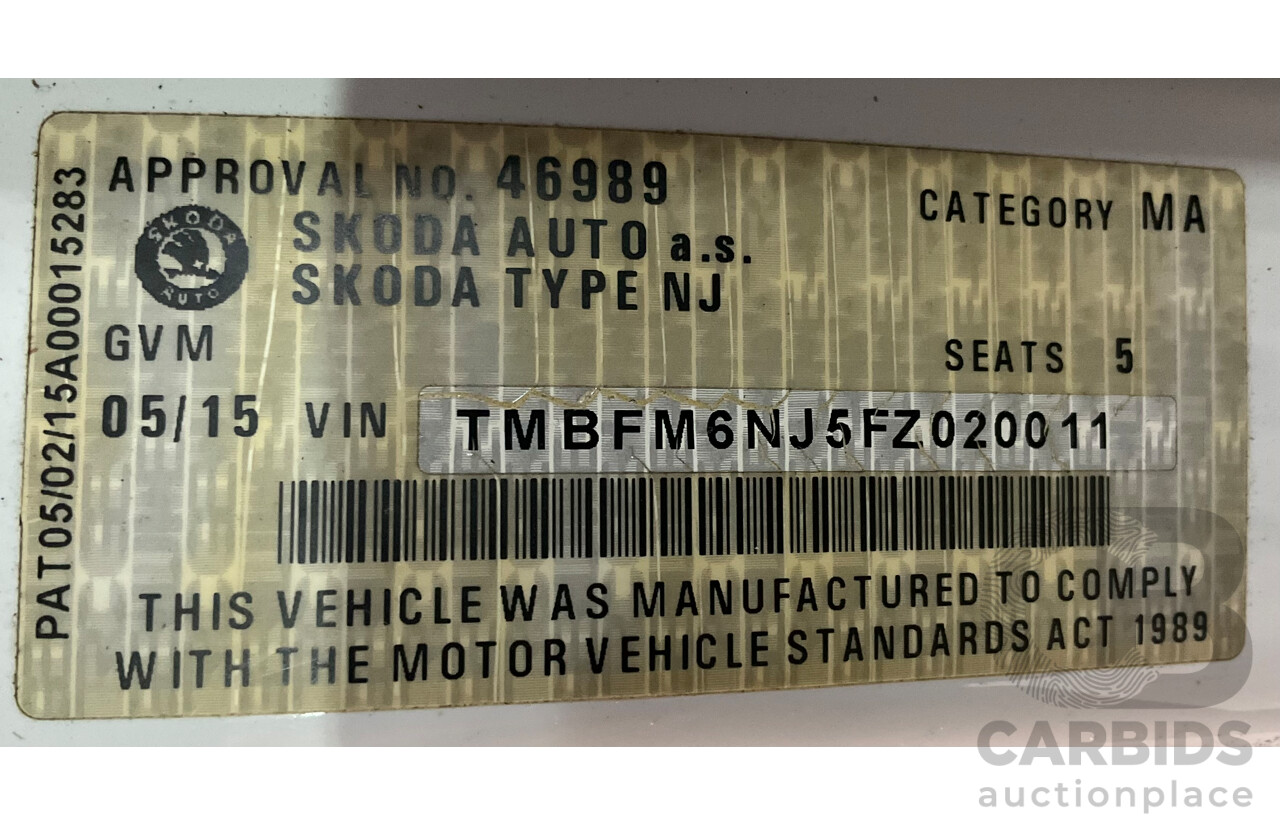 PAT05/02/15A00015283
APPROVAL NO. 46989
CATEGORY MA
SKODA
AUTO
SKODA AUTO a.s.
SKODA TYPE NJ
GVM
SEATS 5
05/15 VIN TMBFM6NJ5FZ020011
THIS VEHICLE WAS MANUFACTURED TO COMPLY
WITH THE MOTOR VEHICLE STANDARDS ACT 1989
CARBIDS
auctionplace